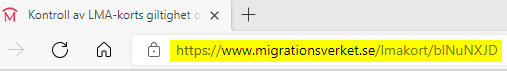 Kontroll av LMA-korts giltighet o
https://www.migrationsverket.se/lmakort/blNuNXJD